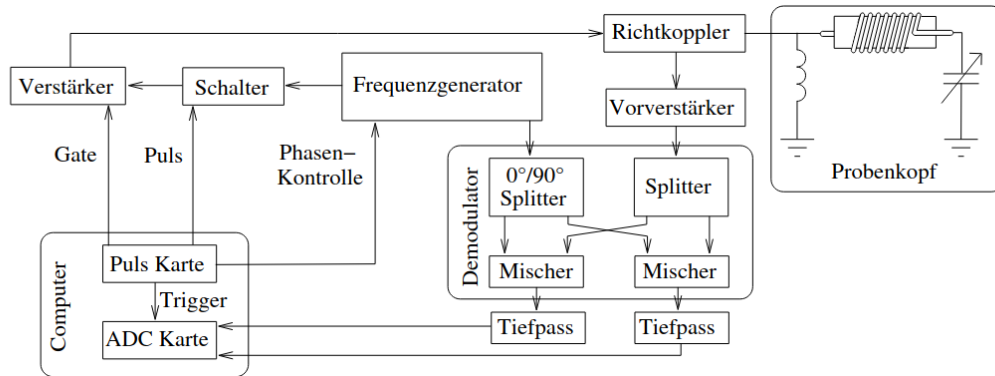 Richtkoppler
Verstärker
Schalter
Frequenzgenerator
Vorverstärker
Gate
Puls
Phasen–
Kontrolle
Probenkopf
Demodulator
0°/90°
Splitter
Splitter
Computer
Puls Karte
Mischer
Mischer
Trigger
ADC Karte
Tiefpass
Tiefpass